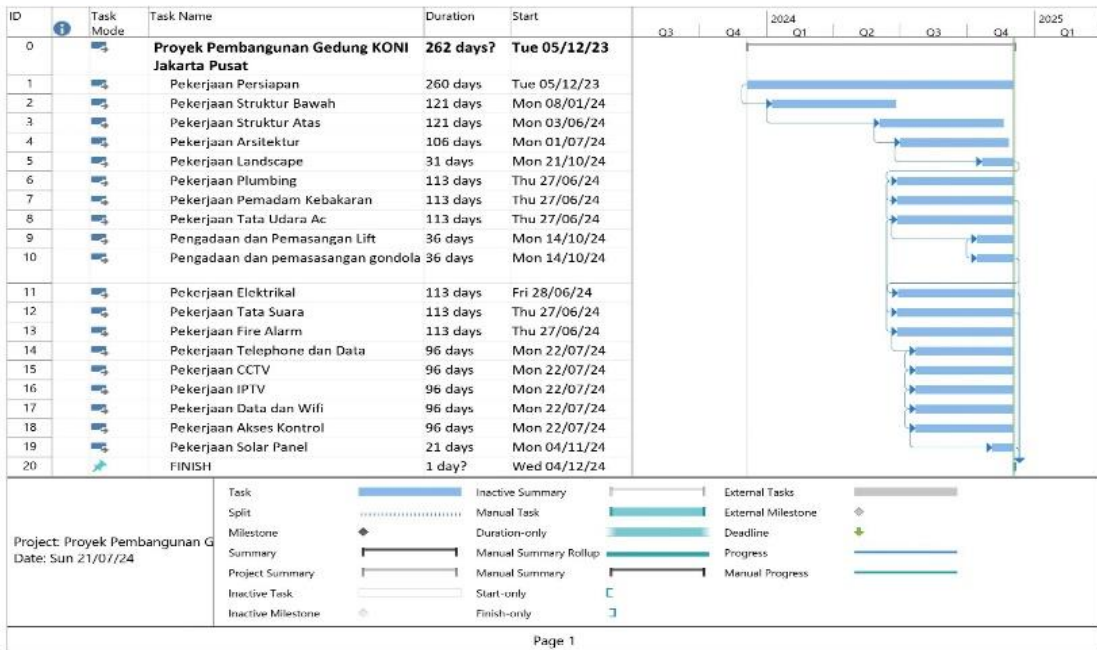 ID Task Mode Task Name Duration Start 2024 2025
Q3 Q4 Q1 Q2 Q3 Q4 Q1
0 Proyek Pembangunan Gedung KONI Jakarta Pusat 262 days? Tue 05/12/23
1 Pekerjaan Persiapan 260 days Tue 05/12/23
2 Pekerjaan Struktur Bawah 121 days Mon 08/01/24
3 Pekerjaan Struktur Atas 121 days Mon 03/06/24
4 Pekerjaan Arsitektur 106 days Mon 01/07/24
5 Pekerjaan Landscape 31 days Mon 21/10/24
6 Pekerjaan Plumbing 113 days Thu 27/06/24
7 Pekerjaan Pemadam Kebakaran 113 days Thu 27/06/24
8 Pekerjaan Tata Udara Ac 113 days Thu 27/06/24
9 Pengadaan dan Pemasangan Lift 36 days Mon 14/10/24
10 Pengadaan dan pemasasangan gondola 36 days Mon 14/10/24
11 Pekerjaan Elektrikal 113 days Fri 28/06/24
12 Pekerjaan Tata Suara 113 days Thu 27/06/24
13 Pekerjaan Fire Alarm 113 days Thu 27/06/24
14 Pekerjaan Telephone dan Data 96 days Mon 22/07/24
15 Pekerjaan CCTV 96 days Mon 22/07/24
16 Pekerjaan IPTV 96 days Mon 22/07/24
17 Pekerjaan Data dan Wifi 96 days Mon 22/07/24
18 Pekerjaan Akses Kontrol 96 days Mon 22/07/24
19 Pekerjaan Solar Panel 21 days Mon 04/11/24
20 FINISH 1 day? Wed 04/12/24
Project: Proyek Pembangunan G
Date: Sun 21/07/24
Task Inactive Summary External Tasks
Split Manual Task External Milestone
Milestone Duration-only Deadline
Summary Manual Summary Rollup Progress
Project Summary Manual Summary Manual Progress
Inactive Task Start-only
Inactive Milestone Finish-only
Page 1